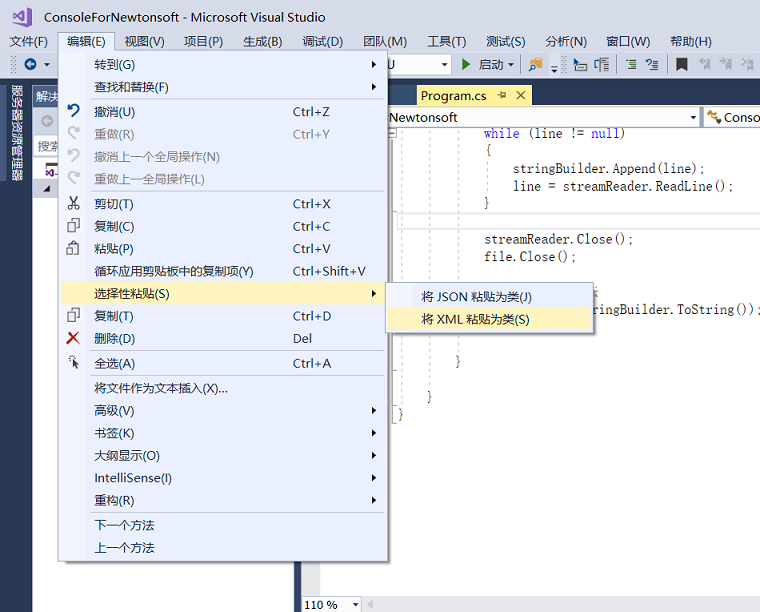 ConsoleForNewtonsoft - Microsoft Visual Studio
文件(F) 编辑(E) 视图(V) 项目(P) 生成(B) 调试(D) 团队(M) 工具(T) 测试(S) 分析(N) 窗口(W) 帮助(H)
转到(G)
查找和替换(F)
撤消(U) Ctrl+Z
重做(R) Ctrl+Y
撤消上一个全局操作(N)
重做上一全局操作(L)
剪切(T) Ctrl+X
复制(C) Ctrl+C
粘贴(P) Ctrl+V
循环应用剪贴板中的复制项(Y) Ctrl+Shift+V
选择性粘贴(S)
复制(T) Ctrl+D
删除(D) Del
全选(A) Ctrl+A
将文件作为文本插入(X)...
高级(V)
书签(K)
大纲显示(O)
IntelliSense(I)
重构(R)
下一个方法
上一个方法
将 JSON 粘贴为类(J)
将 XML 粘贴为类(S)
U 启动
服务器资源管理器
解决
搜索
Program.cs
Newtonsoft Conso
while (line != null)
{
stringBuilder.Append(line);
line = streamReader.ReadLine();
}
streamReader.Close();
file.Close();
ringBuilder.ToString());
}
}
}
110 %